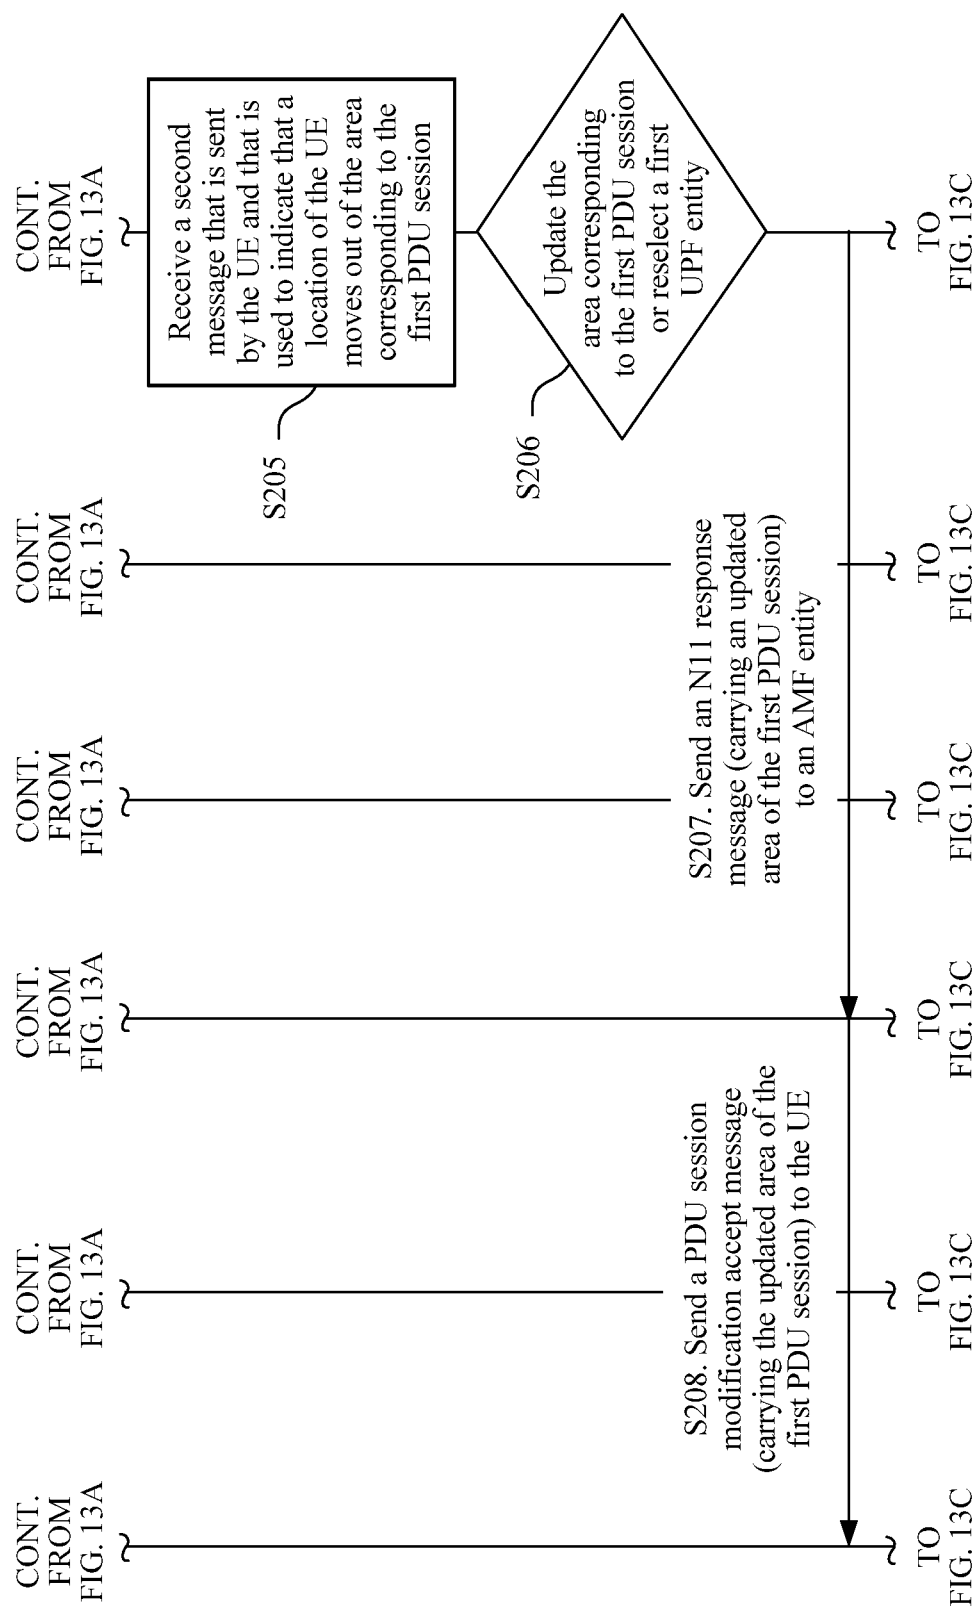 CONT.
FROM
FIG. 13A
CONT.
FROM
FIG. 13A
CONT.
FROM
FIG. 13A
CONT.
FROM
FIG. 13A
CONT.
FROM
FIG. 13A
CONT.
FROM
FIG. 13A
S205
Receive a second
message that is sent
by the UE and that is
used to indicate that a
location of the UE
moves out of the area
corresponding to the
first PDU session
S206
Update the
area corresponding
to the first PDU session
or reselect a first
UPF entity
S207. Send an N11 response
message (carrying an updated
area of the first PDU session)
to an AMF entity
S208. Send a PDU session
modification accept message
(carrying the updated area of the
first PDU session) to the UE
TO
FIG. 13C
TO
FIG. 13C
TO
FIG. 13C
TO
FIG. 13C
TO
FIG. 13C
TO
FIG. 13C